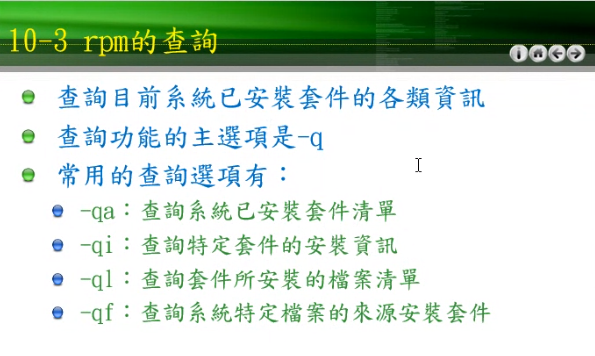 10-3 rpm的查詢
查詢目前系統已安裝套件的各類資訊
查詢功能的主選項是-q
常用的查詢選項有：
-qa：查詢系統已安裝套件清單
-qi：查詢特定套件的安裝資訊
-ql：查詢套件所安裝的檔案清單
-qf：查詢系統特定檔案的來源安裝套件